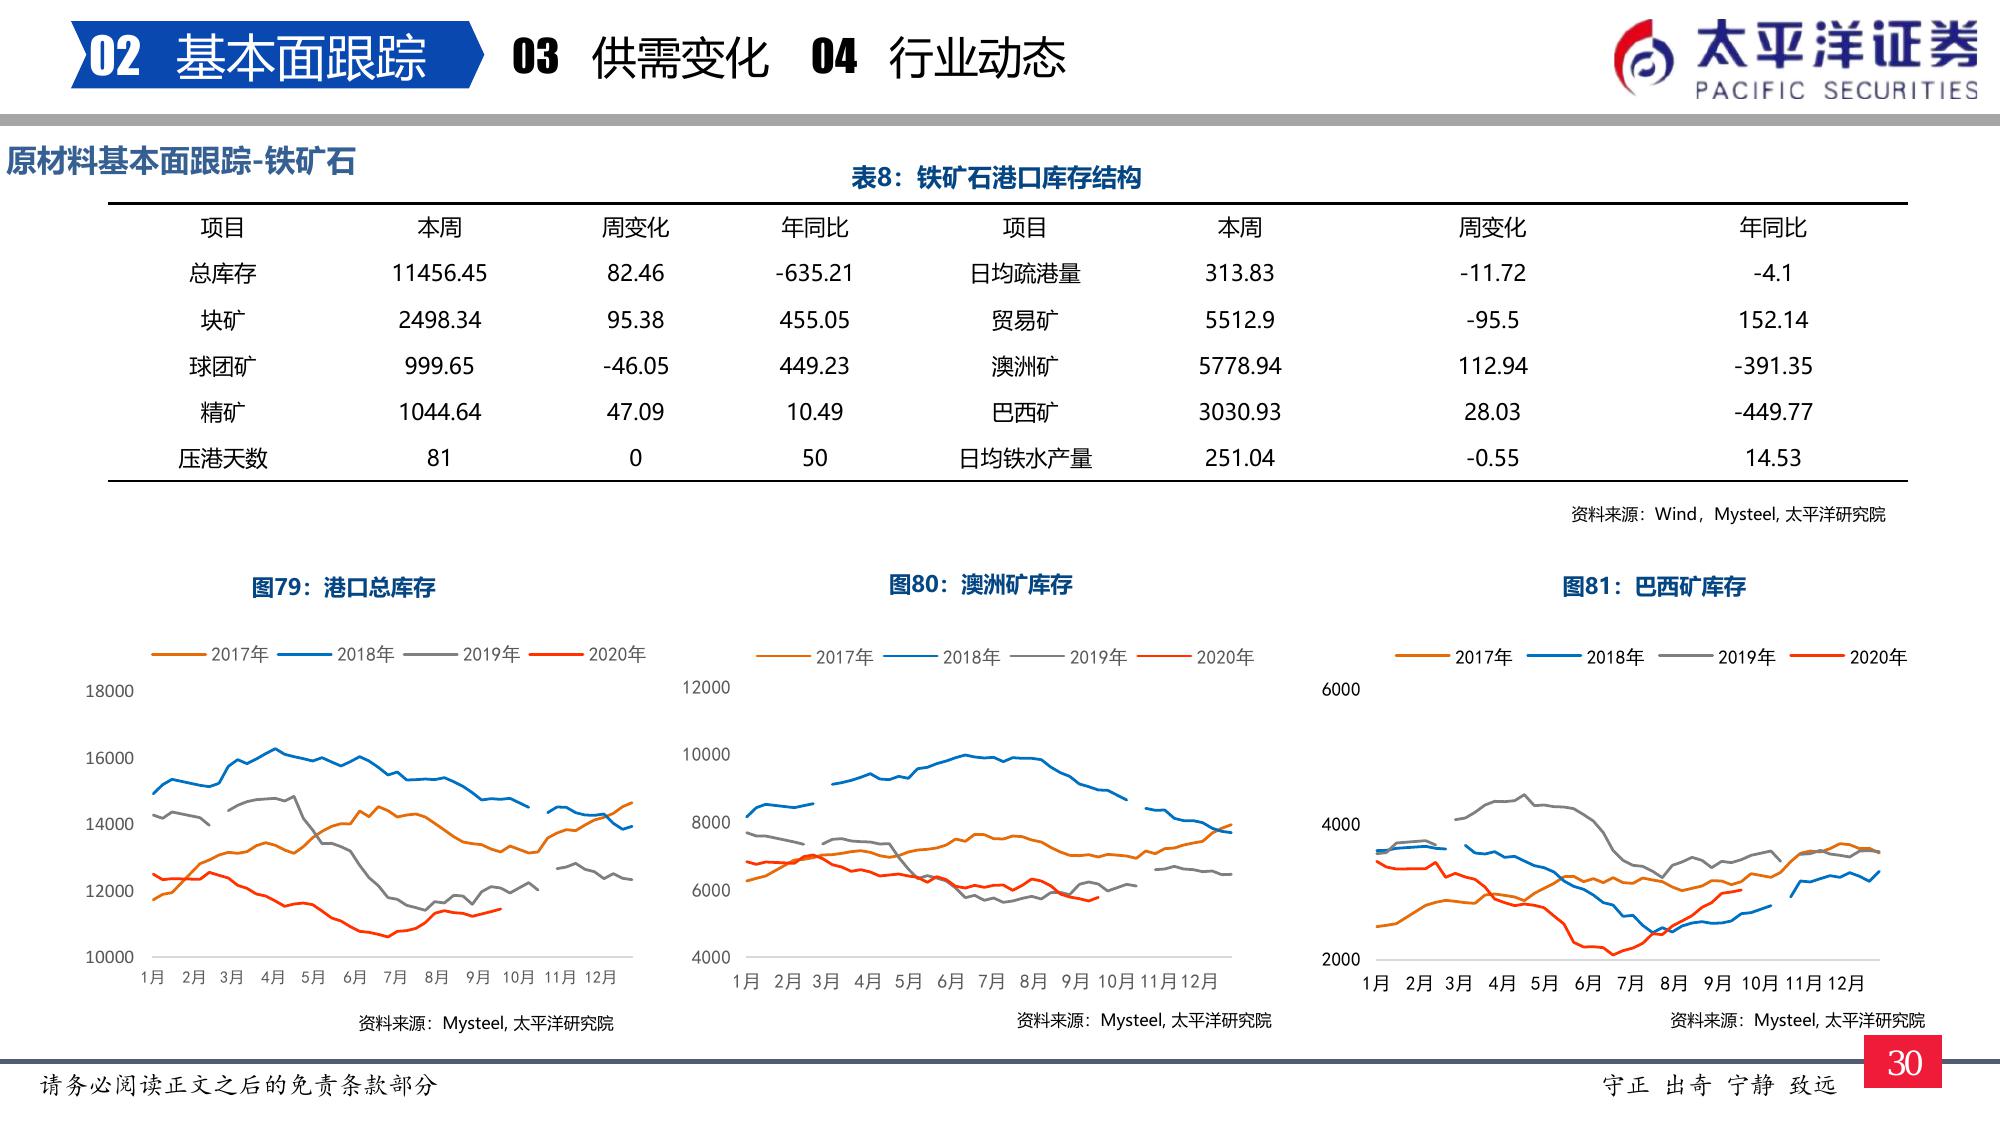 02 基本面跟踪 03 供需变化 04 行业动态
太平洋证券
PACIFIC SECURITIES
原材料基本面跟踪-铁矿石
表8：铁矿石港口库存结构
项目 本周 周变化 年同比 项目 本周 周变化 年同比
总库存 11456.45 82.46 -635.21 日均疏港量 313.83 -11.72 -4.1
块矿 2498.34 95.38 455.05 贸易矿 5512.9 -95.5 152.14
球团矿 999.65 -46.05 449.23 澳洲矿 5778.94 112.94 -391.35
精矿 1044.64 47.09 10.49 巴西矿 3030.93 28.03 -449.77
压港天数 81 0 50 日均铁水产量 251.04 -0.55 14.53
资料来源：Wind，Mysteel, 太平洋研究院
图79：港口总库存
2017年 2018年 2019年 2020年
18000
16000
14000
12000
10000
1月 2月 3月 4月 5月 6月 7月 8月 9月 10月 11月 12月
资料来源：Mysteel, 太平洋研究院
图80：澳洲矿库存
2017年 2018年 2019年 2020年
12000
10000
8000
6000
4000
1月 2月 3月 4月 5月 6月 7月 8月 9月 10月 11月 12月
资料来源：Mysteel, 太平洋研究院
图81：巴西矿库存
2017年 2018年 2019年 2020年
6000
4000
2000
1月 2月 3月 4月 5月 6月 7月 8月 9月 10月 11月 12月
资料来源：Mysteel, 太平洋研究院
请务必阅读正文之后的免责条款部分
守正 出奇 宁静 致远
30